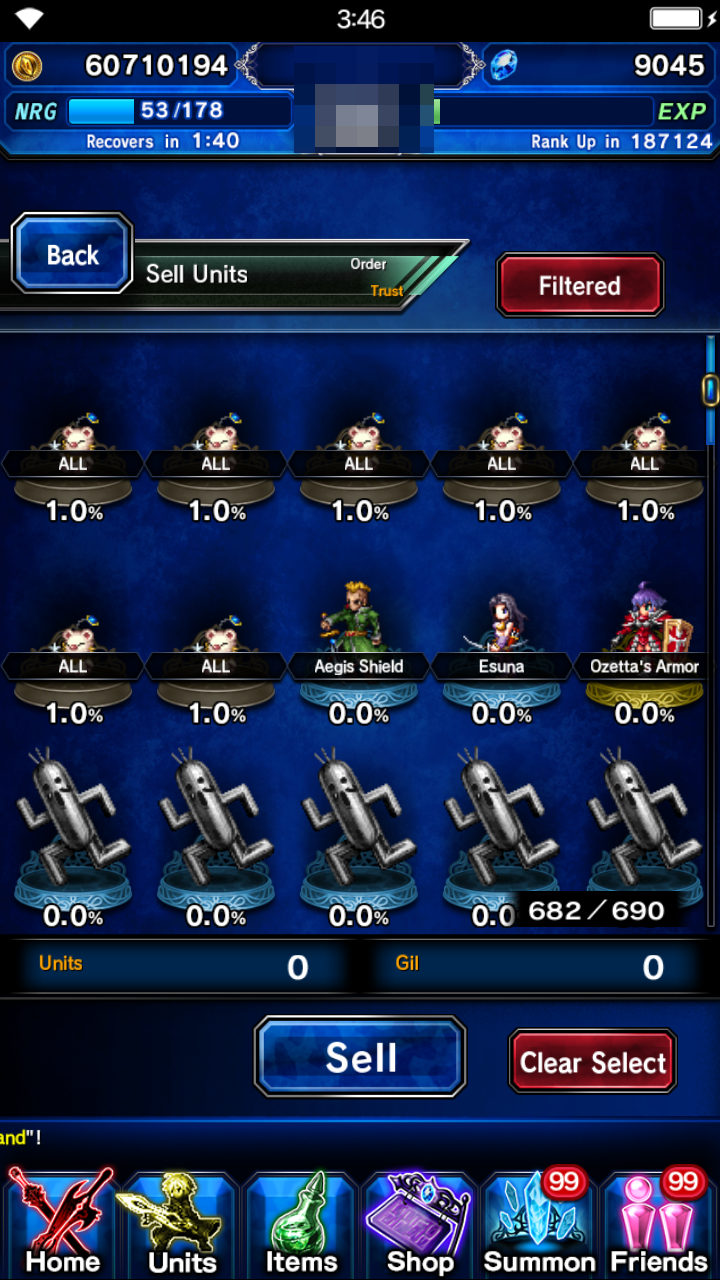 3:46
60710194
9045
NRG 53/178
EXP
Recovers in 1:40
Rank Up in 187124
Back
Sell Units
Order
Trust
Filtered
ALL ALL ALL ALL ALL
1.0% 1.0% 1.0% 1.0% 1.0%
ALL ALL Aegis Shield Esuna Ozetta's Armor
1.0% 1.0% 0.0% 0.0% 0.0%
0.0% 0.0% 0.0% 0.0
682/690
Units 0
Gil 0
Sell
Clear Select
and"!
99 99
Home Units Items Shop Summon Friends